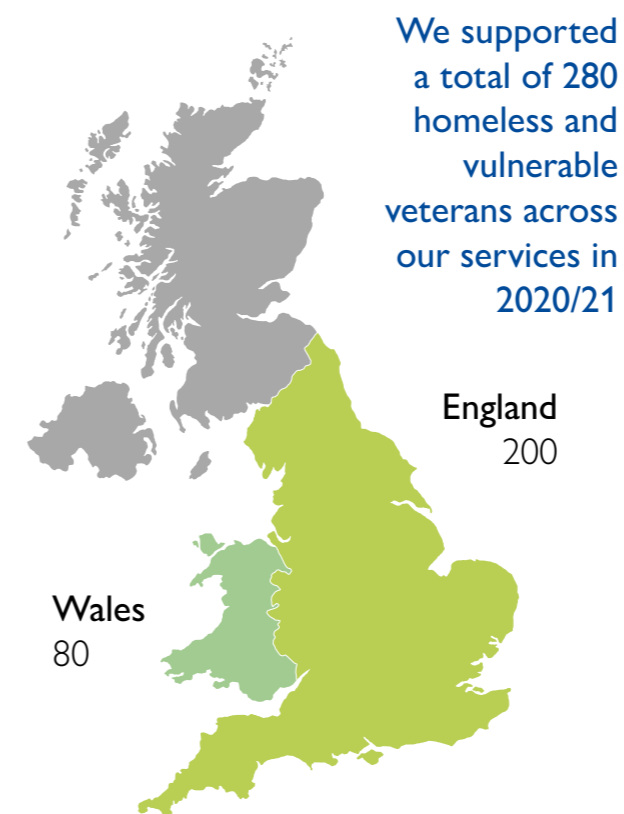 We supported
a total of 280
homeless and
vulnerable
veterans across
our services in
2020/21
England
200
Wales
80